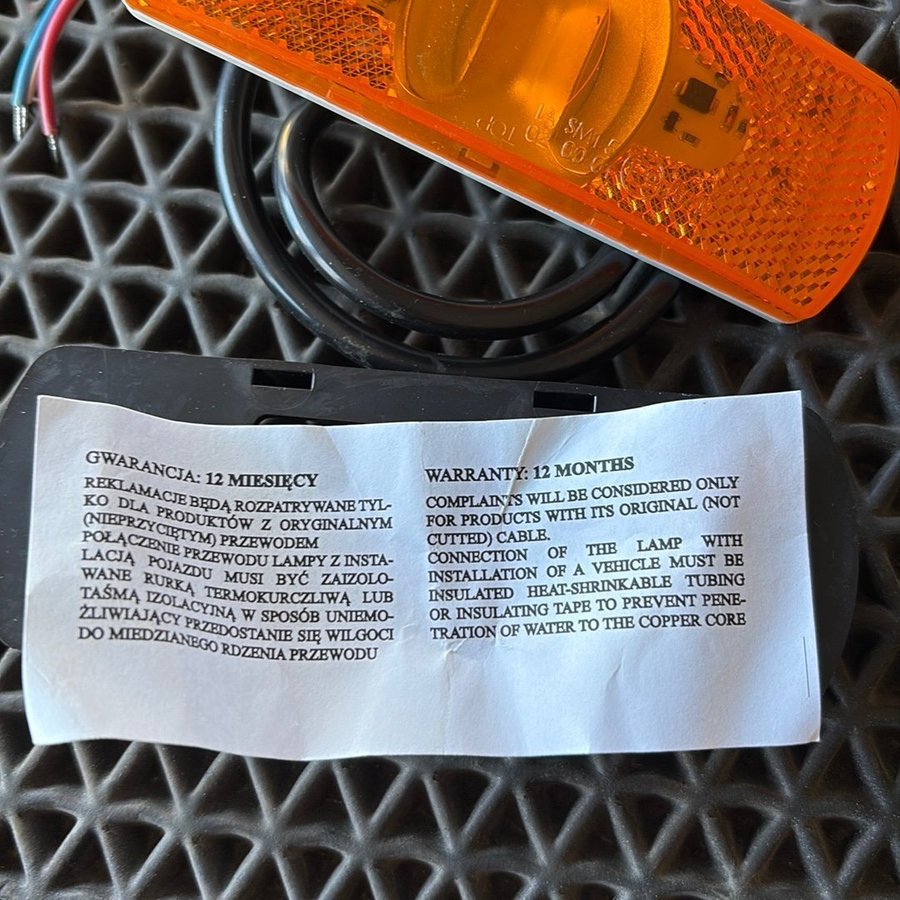 GWARANCJA: 12 MIESIĘCY
REKLAMACJE BĘDĄ ROZPATRYWANE TYL-
KO DLA PRODUKTÓW Z ORYGINALNYM
(NIEPRZYCIĘTYM) PRZEWODEM
POŁĄCZENIE PRZEWODU LAMPY Z INSTA-
LACJĄ POJAZDU MUSI BYĆ ZAIZOLO-
WANE RURKĄ TERMOKURCZLIWĄ LUB
TAŚMĄ IZOLACYJNĄ W SPOSÓB UNIEMO-
ŻLIWIAJĄCY PRZEDOSTANIE SIĘ WILGOCI
DO MIEDZIANEGO RDZENIA PRZEWODU
WARRANTY: 12 MONTHS
COMPLAINTS WILL BE CONSIDERED ONLY
FOR PRODUCTS WITH ITS ORIGINAL (NOT
CUTTED) CABLE.
CONNECTION OF THE LAMP WITH
INSTALLATION OF A VEHICLE MUST BE
INSULATED HEAT-SHRINKABLE TUBING
OR INSULATING TAPE TO PREVENT PENE-
TRATION OF WATER TO THE COPPER CORE
TOP